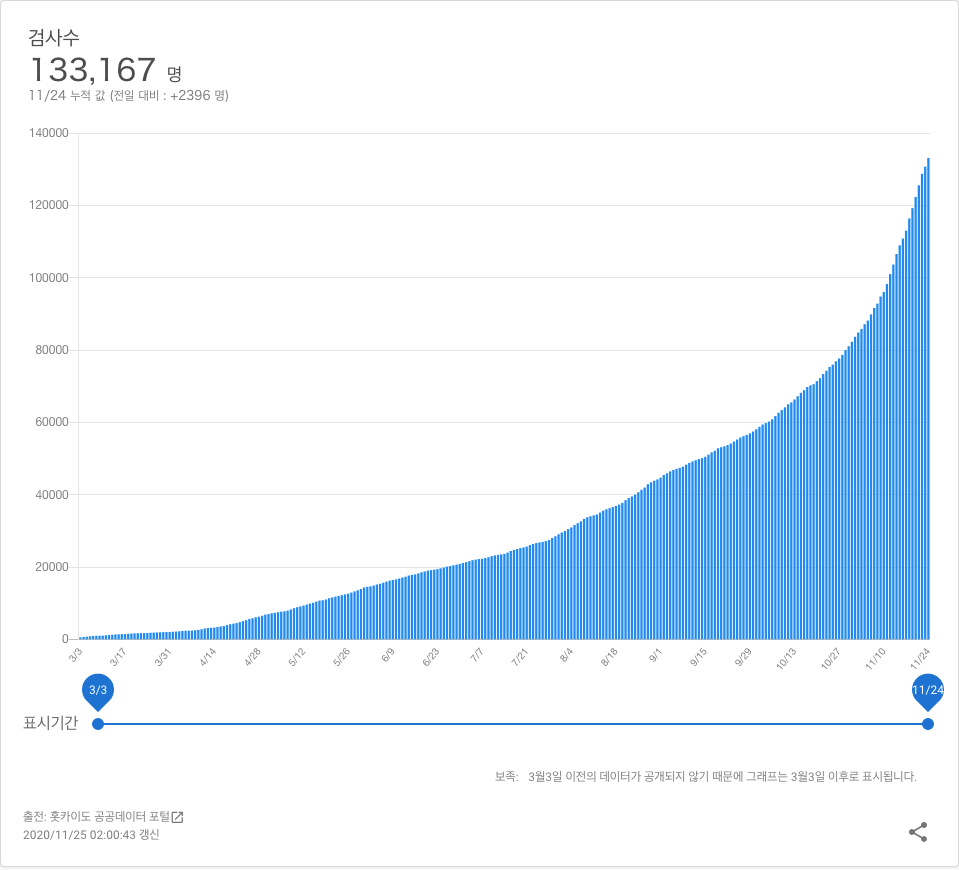 검사수
133,167 명
11/24 누적 값 (전일 대비 : +2396 명)
140000
120000
100000
80000
60000
40000
20000
0
3/3 3/17 3/31 4/14 4/28 5/12 5/26 6/9 6/23 7/7 7/21 8/4 8/18 9/1 9/15 9/29 10/13 10/27 11/10 11/24
3/3 11/24
표시기간
보족: 3월3일 이전의 데이터가 공개되지 않기 때문에 그래프는 3월3일 이후로 표시됩니다.
출전: 홋카이도 공공데이터 포털
2020/11/25 02:00:43 갱신